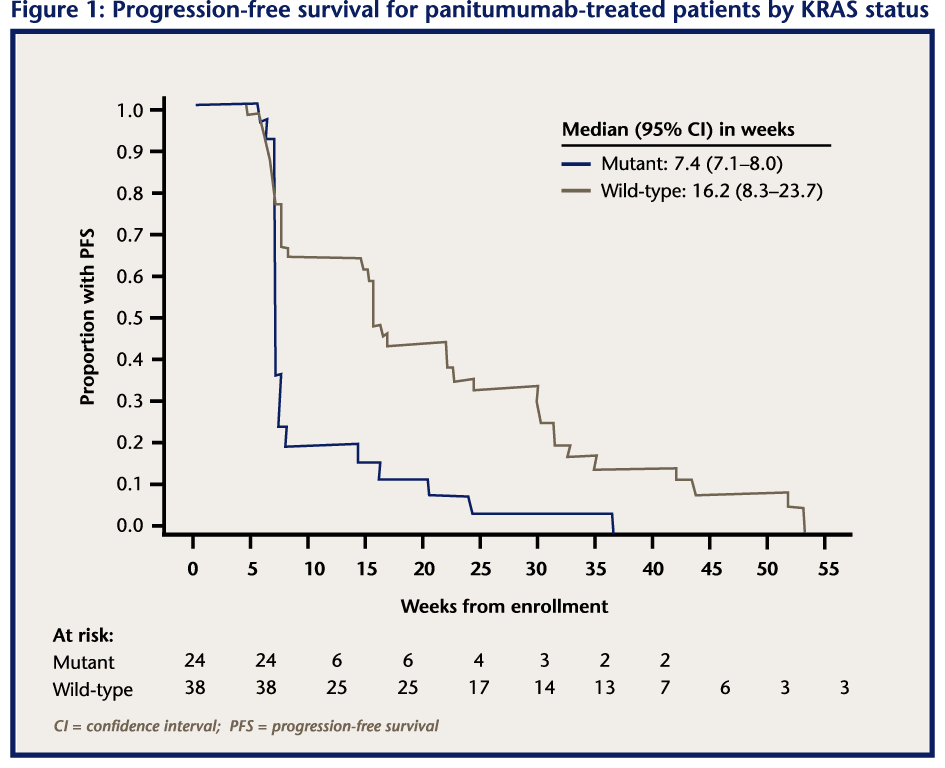 Figure 1: Progression-free survival for panitumumab-treated patients by KRAS status
Median (95% CI) in weeks
Mutant: 7.4 (7.1–8.0)
Wild-type: 16.2 (8.3–23.7)
Proportion with PFS
1.0
0.9
0.8
0.7
0.6
0.5
0.4
0.3
0.2
0.1
0.0
0 5 10 15 20 25 30 35 40 45 50 55
Weeks from enrollment
At risk:
Mutant 24 24 6 6 4 3 2 2
Wild-type 38 38 25 25 17 14 13 7 6 3 3
CI = confidence interval; PFS = progression-free survival